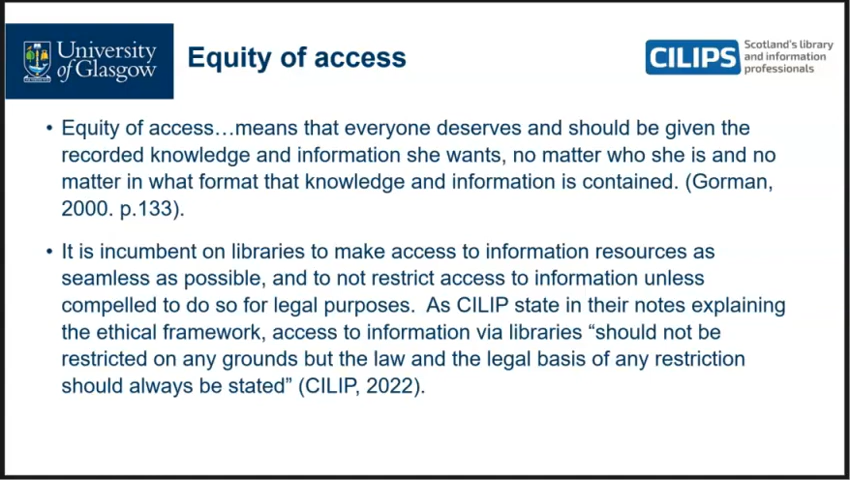 University
of Glasgow
Equity of access
CILIPS
Scotland's library
and information
professionals
• Equity of access…means that everyone deserves and should be given the
recorded knowledge and information she wants, no matter who she is and no
matter in what format that knowledge and information is contained. (Gorman,
2000. p.133).
• It is incumbent on libraries to make access to information resources as
seamless as possible, and to not restrict access to information unless
compelled to do so for legal purposes.  As CILIP state in their notes explaining
the ethical framework, access to information via libraries “should not be
restricted on any grounds but the law and the legal basis of any restriction
should always be stated” (CILIP, 2022).